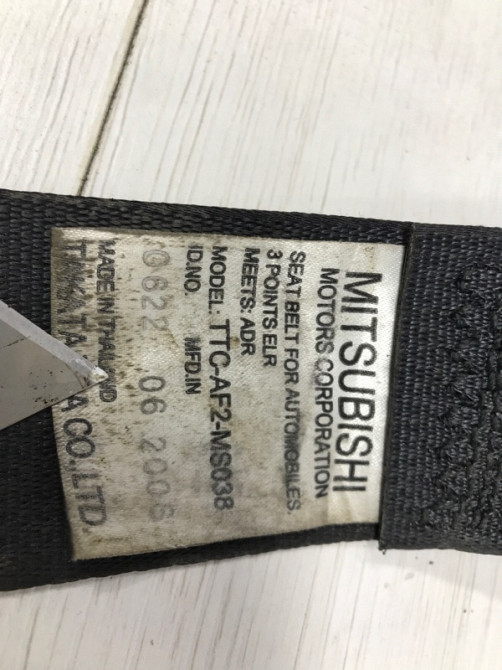 MITSUBISHI
MOTORS CORPORATION
SEAT BELT FOR AUTOMOBILES.
3 POINTS ELR
MEETS: ADR
MODEL: TTC-AF2-MS038
ID.NO. MFD.IN
0622 06 2006
MADE IN THAILAND
CO.,LTD.